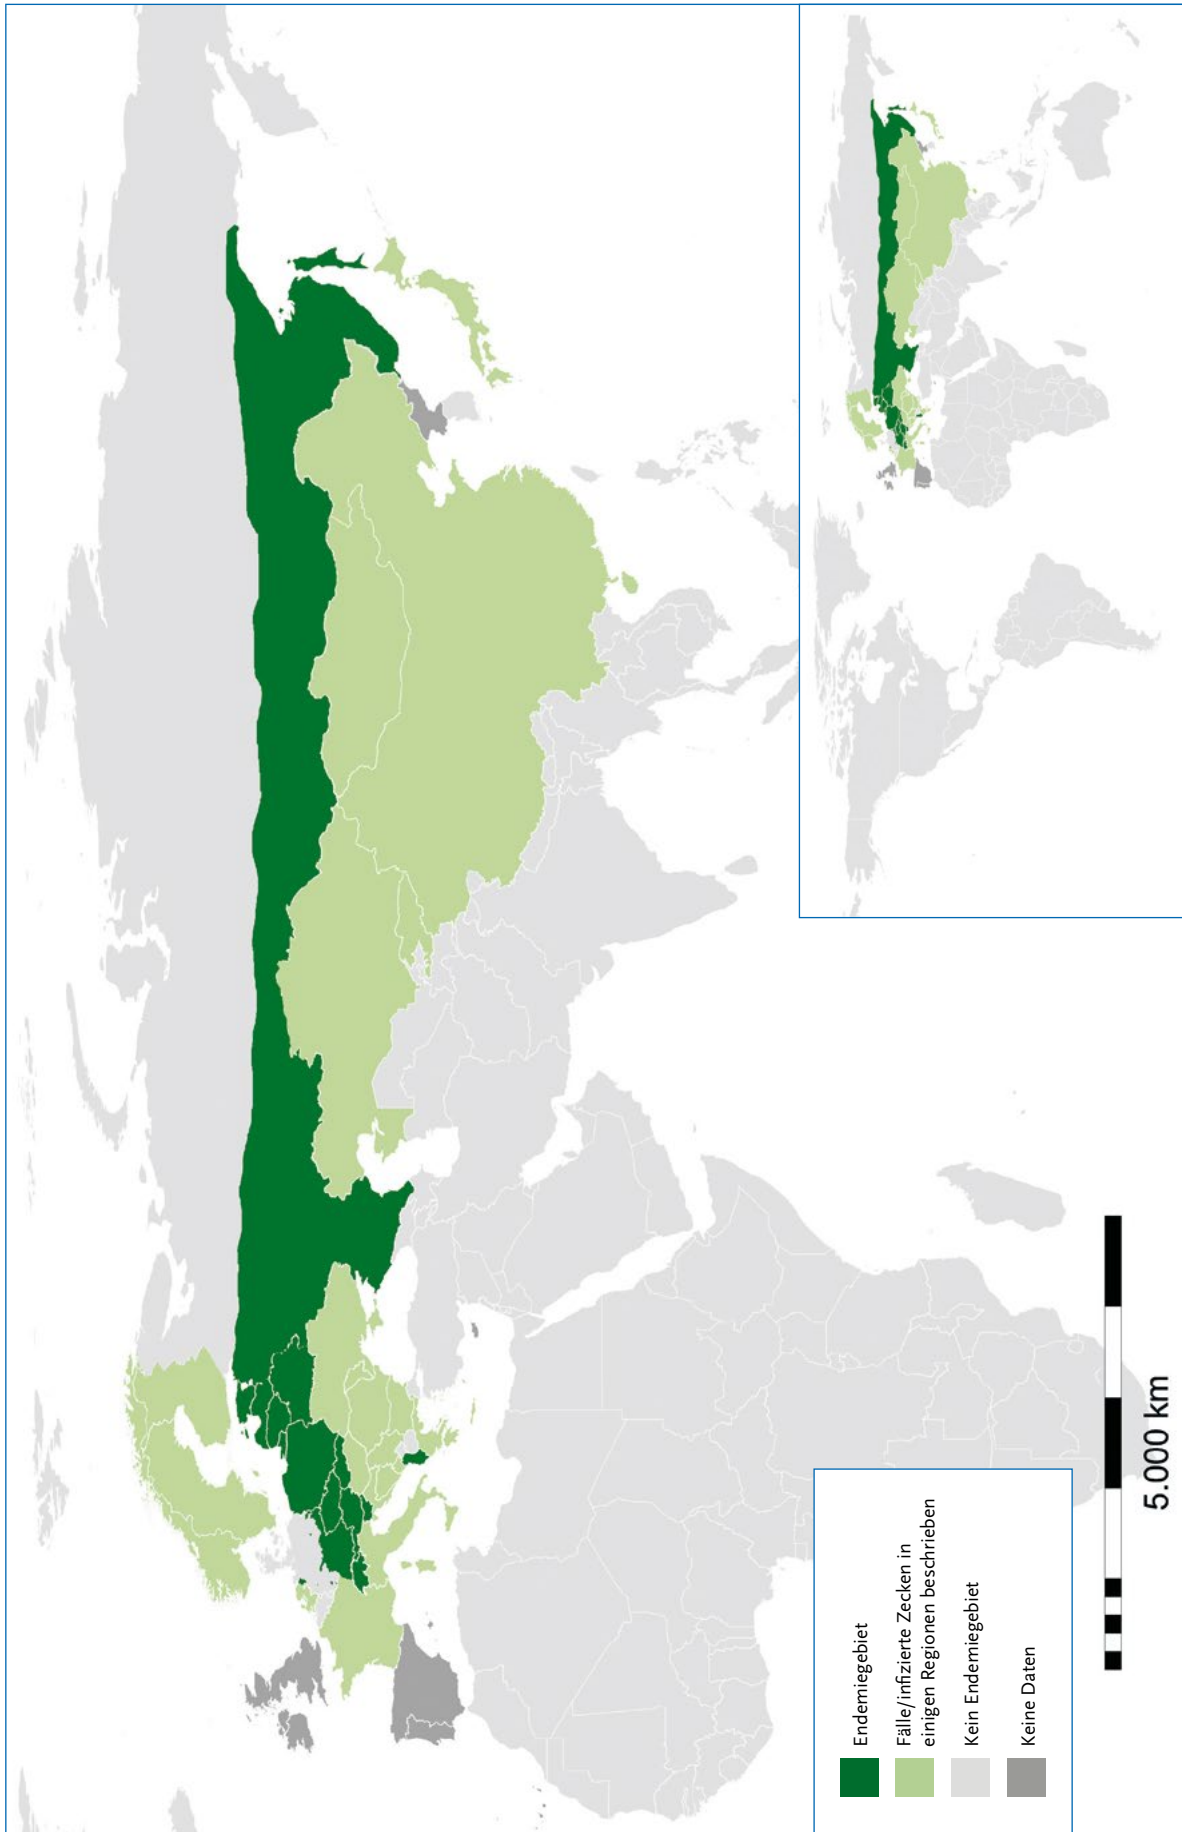 Endemiegebiet
Fälle/infizierte Zecken in
einigen Regionen beschrieben
Kein Endemiegebiet
Keine Daten
5.000 km